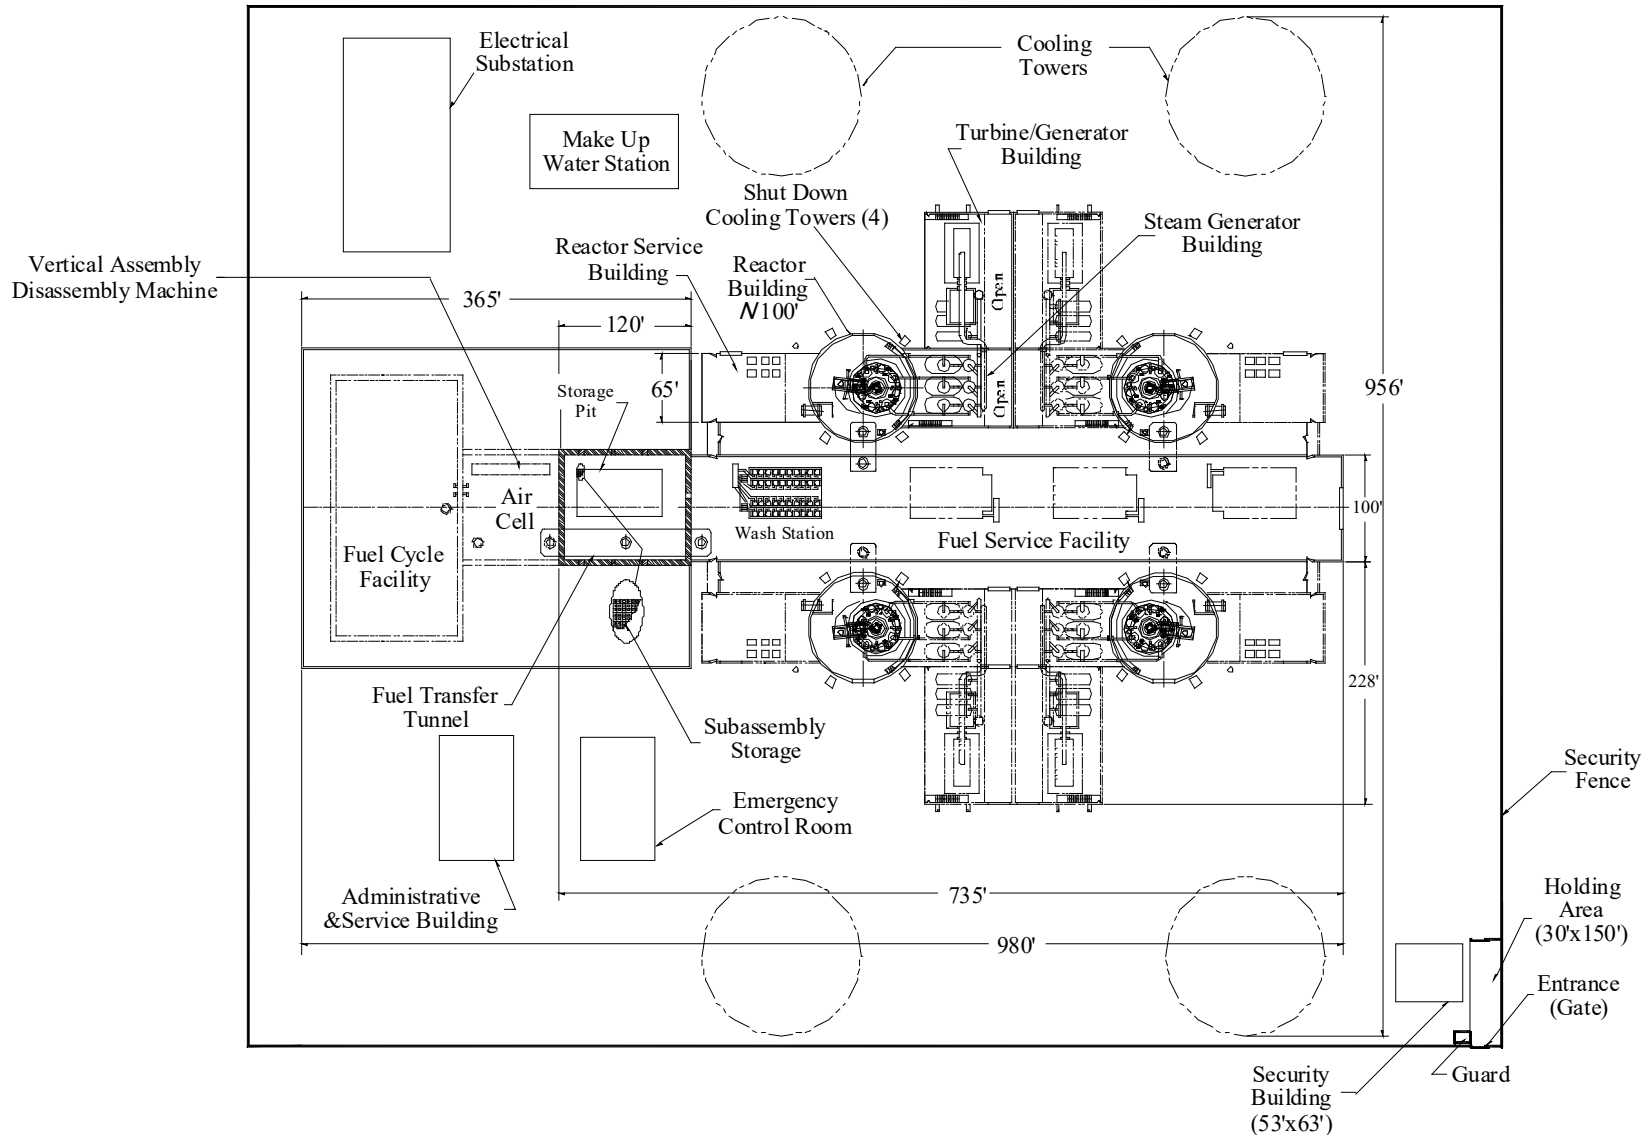 Electrical
Substation
Cooling
Towers
Make Up
Water Station
Turbine/Generator
Building
Shut Down
Cooling Towers (4)
Steam Generator
Building
Reactor Service
Building
Reactor
Building
N 100'
Vertical Assembly
Disassembly Machine
365'
120'
Open
65'
Storage
Pit
Open
956'
Air
Cell
100'
Wash Station
Fuel Service Facility
Fuel Cycle
Facility
228'
Fuel Transfer
Tunnel
Subassembly
Storage
Security
Fence
Emergency
Control Room
Administrative
&Service Building
735'
980'
Holding
Area
(30'x150')
Entrance
(Gate)
Guard
Security
Building
(53'x63')